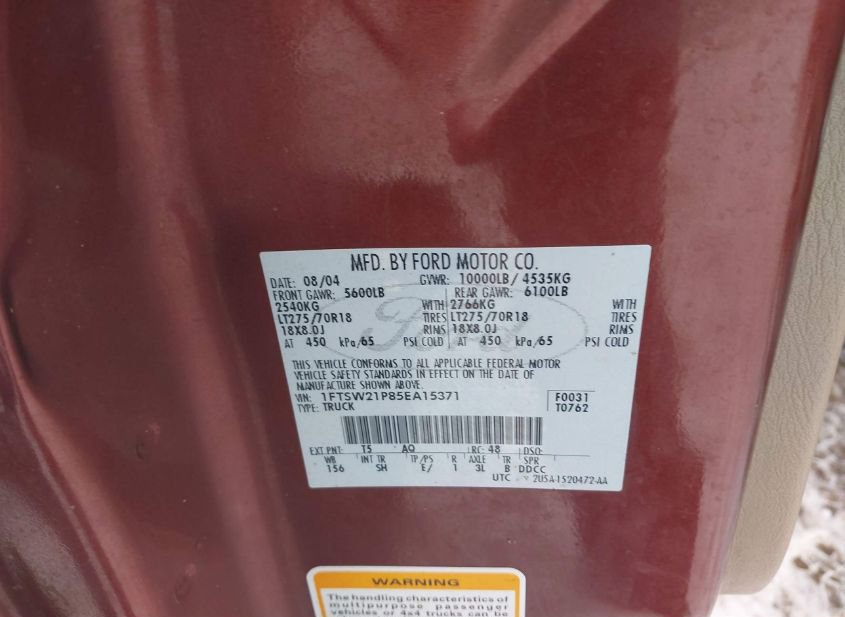 MFD. BY FORD MOTOR CO.
DATE: 08/04 GVWR: 10000LB/ 4535KG
FRONT GAWR: 5600LB REAR GAWR: 6100LB
2540KG WITH 2766KG WITH
LT275/70R18 TIRES LT275/70R18 TIRES
18X8.0J RIMS 18X8.0J RIMS
AT 450 kPa/65 PSI COLD AT 450 kPa/65 PSI COLD
THIS VEHICLE CONFORMS TO ALL APPLICABLE FEDERAL MOTOR
VEHICLE SAFETY STANDARDS IN EFFECT ON THE DATE OF
MANUFACTURE SHOWN ABOVE.
VIN: 1FTSW21P85EA15371 F0031
TYPE: TRUCK T0762
EXT PNT: T5 AQ RC: 48 DSO:
WB INT TR TP/PS R AXLE TR SPR
156 SH E/ 1 3L B DDCC
UTC 2U5A-1520472-AA
Ford
WARNING
The handling characteristics of
multipurpose passenger
vehicles or 4x4 trucks can be